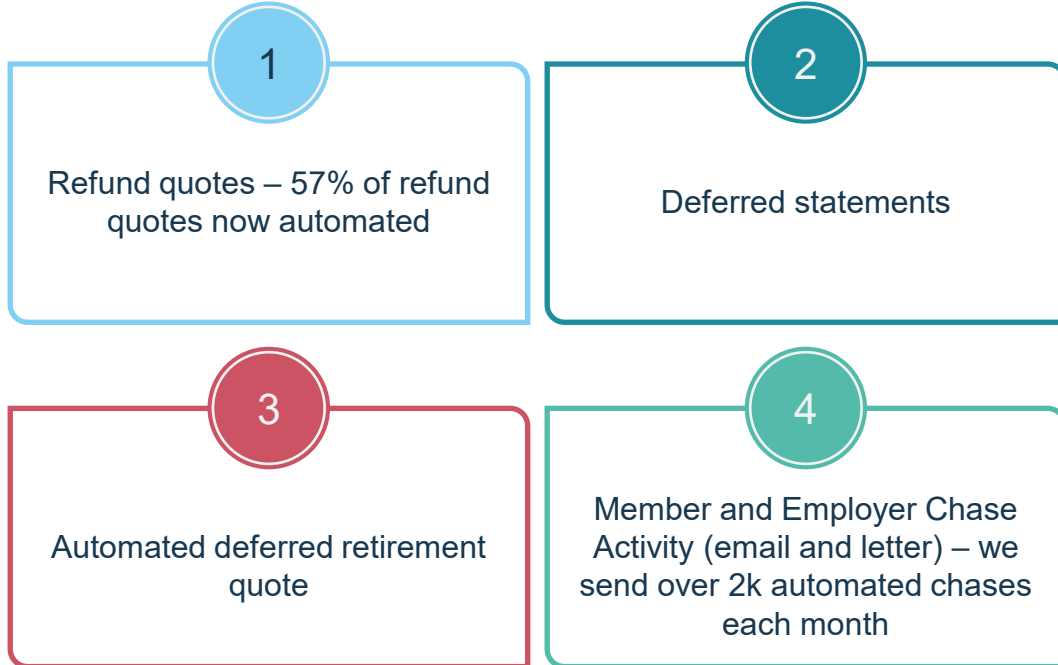 1
Refund quotes – 57% of refund
quotes now automated
2
Deferred statements
3
Automated deferred retirement
quote
4
Member and Employer Chase
Activity (email and letter) – we
send over 2k automated chases
each month